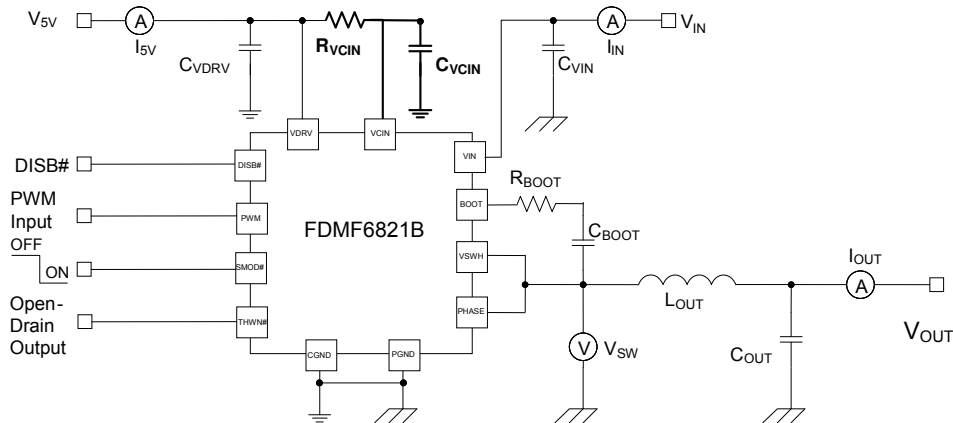 V5V
A
I5V
RVCIN
CVDRV
CVCIN
A
IIN
VIN
CVIN
VDRV
VCIN
DISB#
DISB#
VIN
PWM
Input
PWM
BOOT
RBOOT
CBOOT
FDMF6821B
OFF
ON
SMOD#
VSWH
Open-
Drain
Output
THWN#
PHASE
LOUT
IOUT
A
VOUT
V
VSW
COUT
CGND
PGND